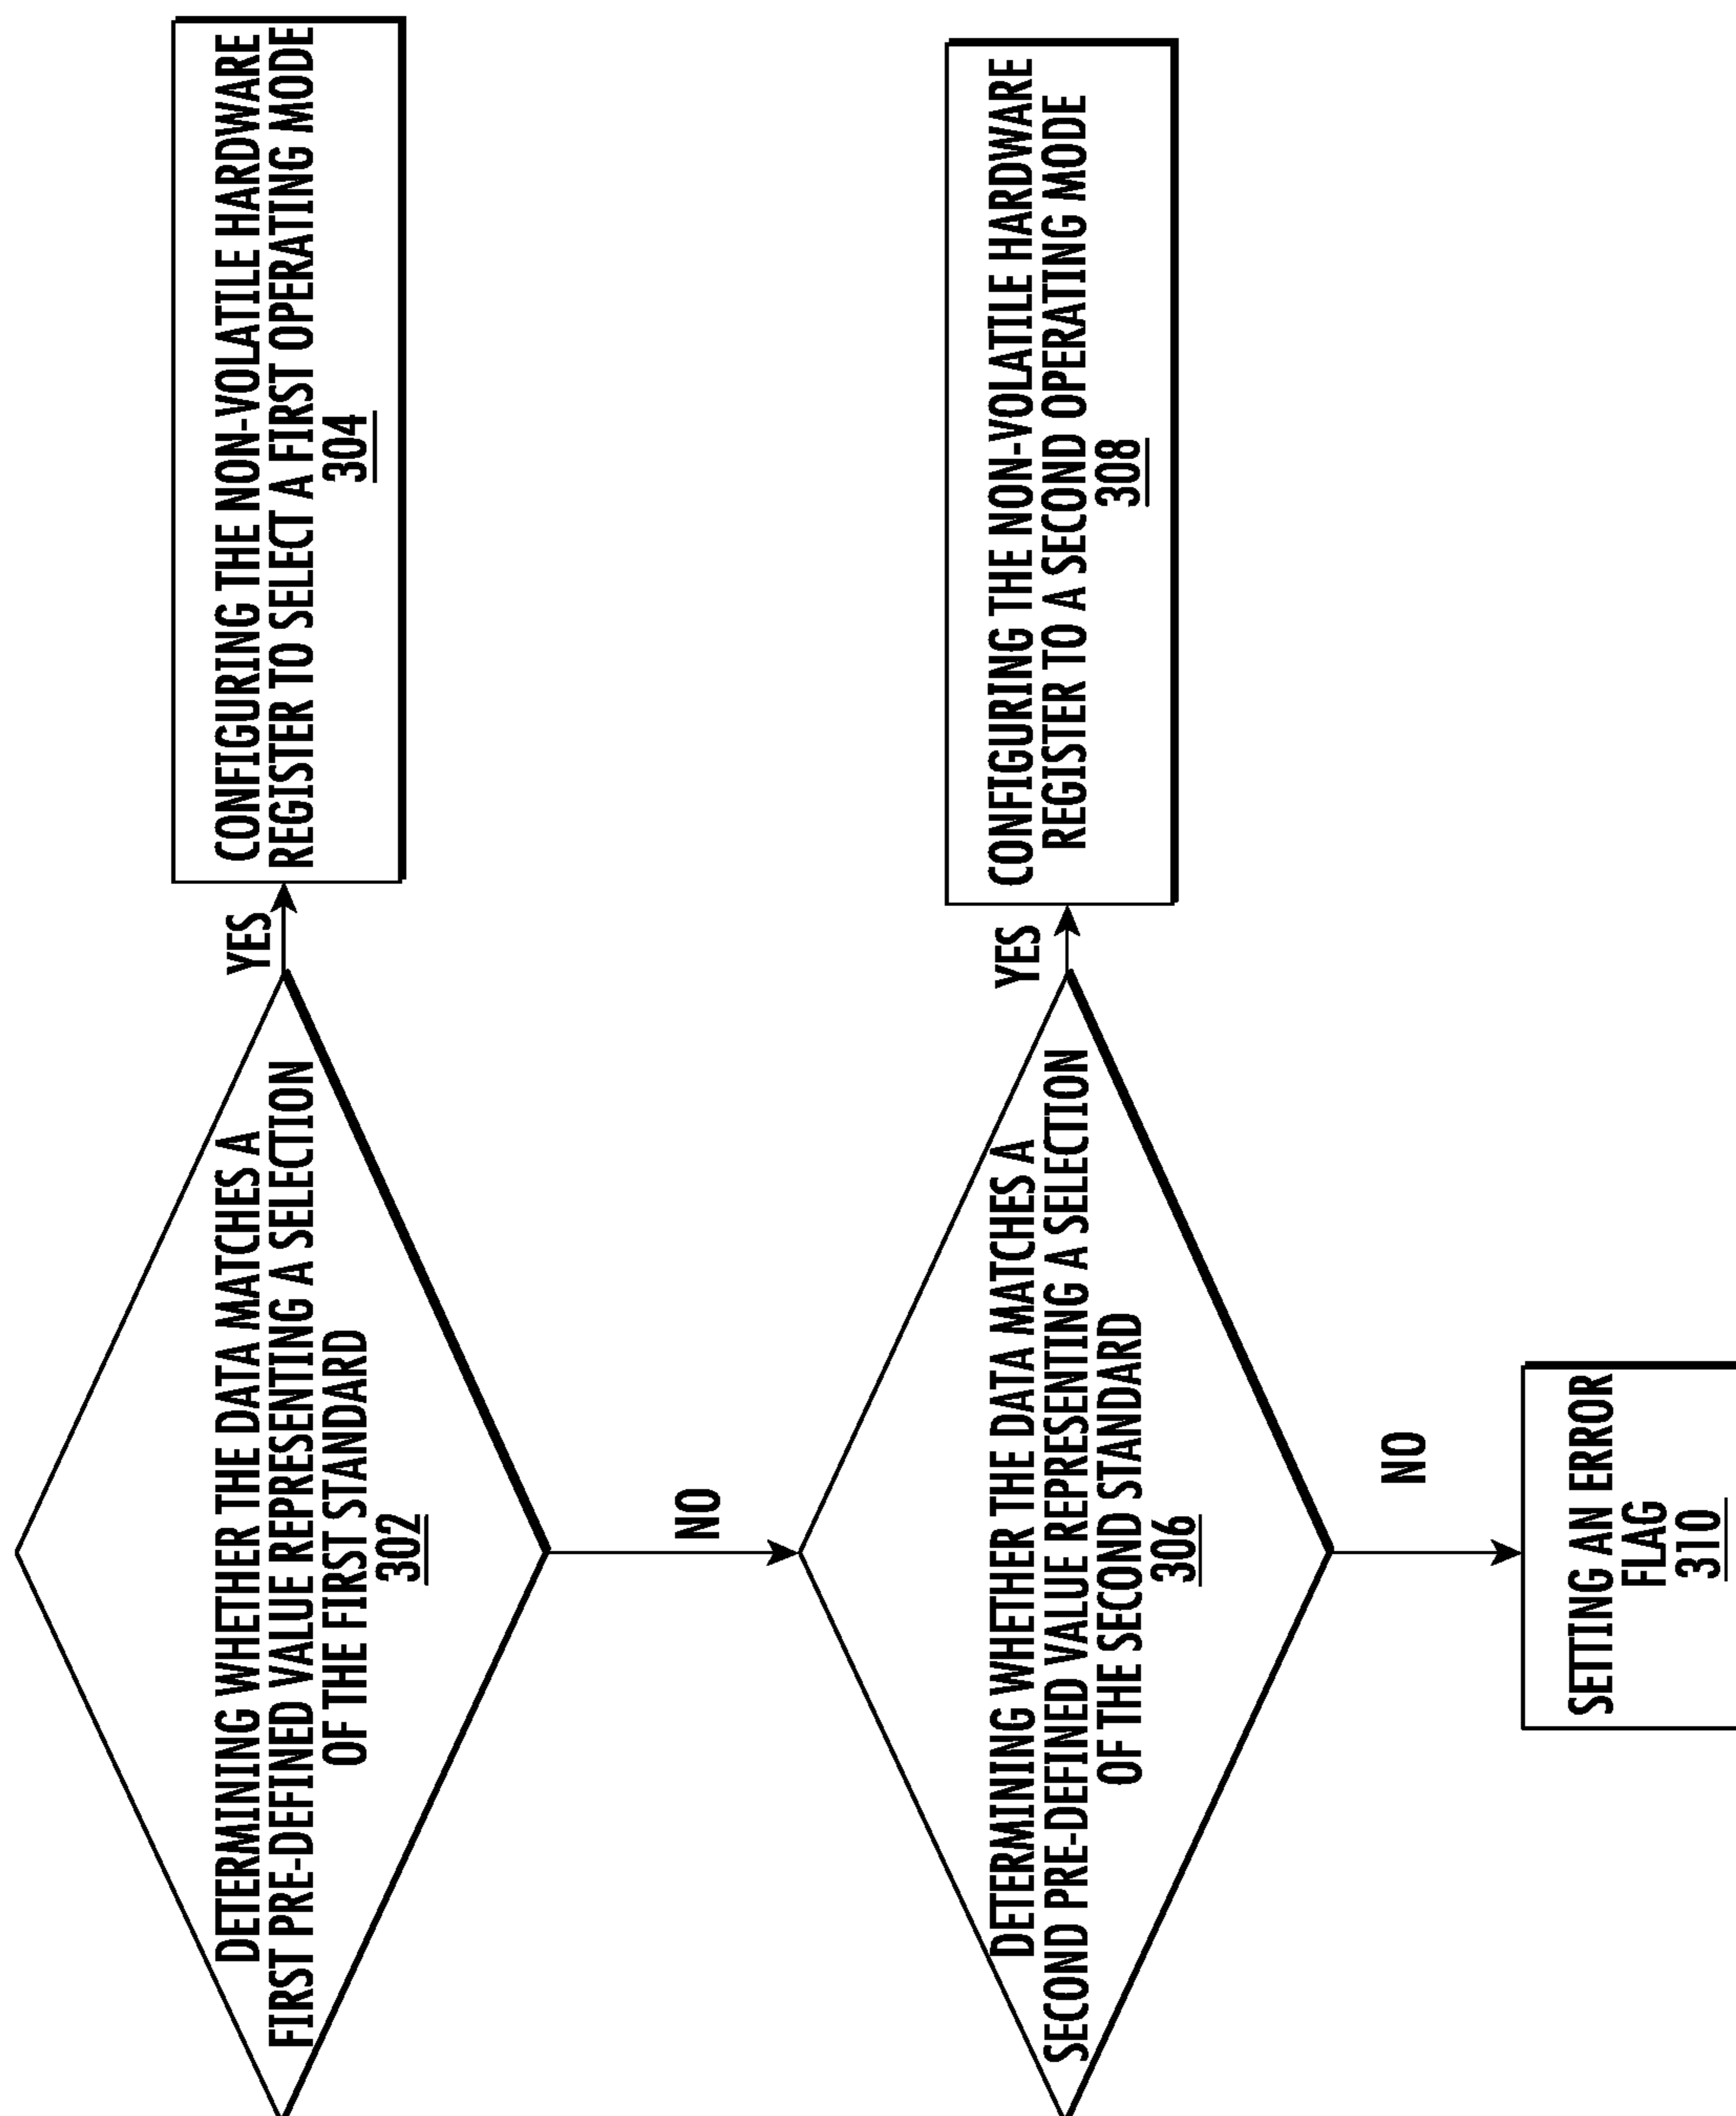 DETERMINING WHETHER THE DATA MATCHES A
FIRST PRE-DEFINED VALUE REPRESENTING A SELECTION
OF THE FIRST STANDARD
302
YES
CONFIGURING THE NON-VOLATILE HARDWARE
REGISTER TO SELECT A FIRST OPERATING MODE
304
NO
DETERMINING WHETHER THE DATA MATCHES A
SECOND PRE-DEFINED VALUE REPRESENTING A SELECTION
OF THE SECOND STANDARD
306
YES
CONFIGURING THE NON-VOLATILE HARDWARE
REGISTER TO A SECOND OPERATING MODE
308
NO
SETTING AN ERROR
FLAG
310